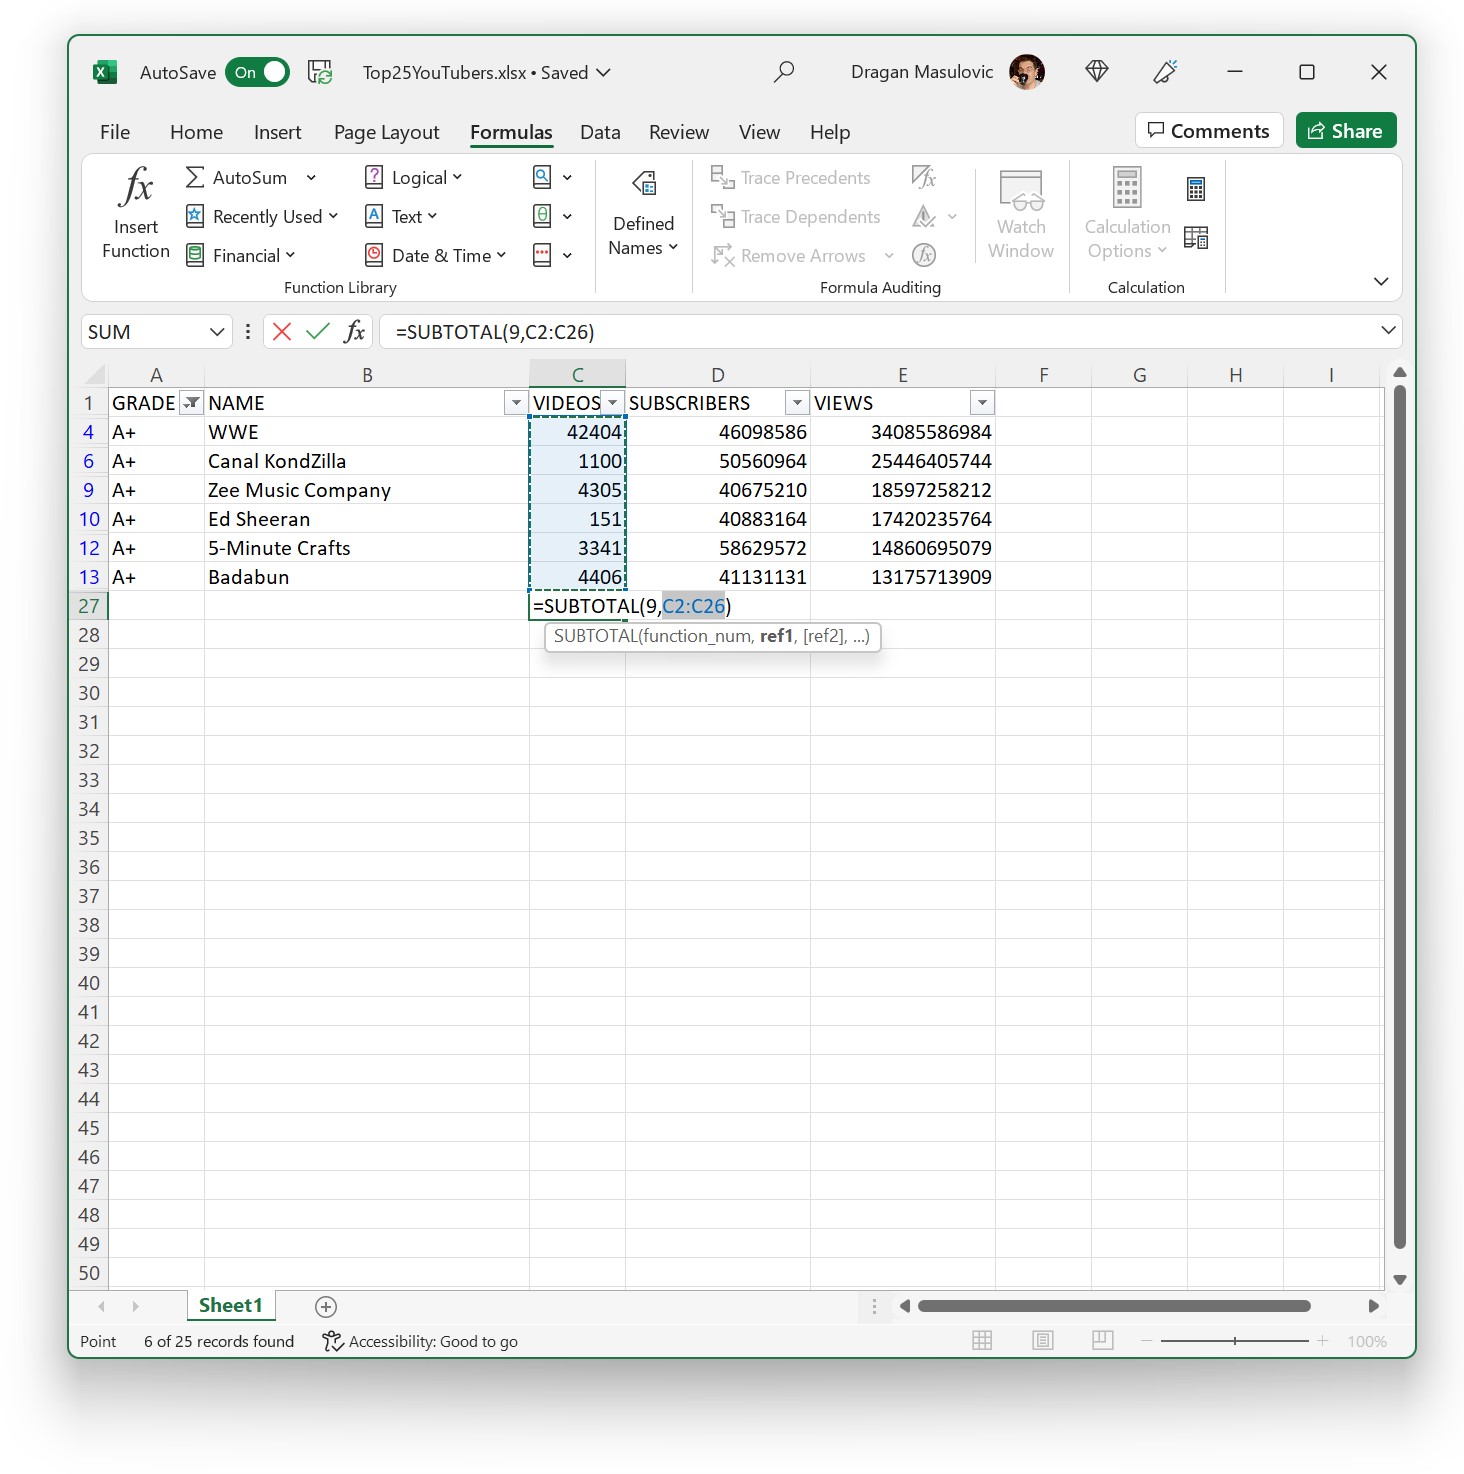 AutoSave On Top25YouTubers.xlsx • Saved Dragan Masulovic
File Home Insert Page Layout Formulas Data Review View Help Comments Share
fx Insert Function
AutoSum
Recently Used
Financial
Logical
Text
Date & Time
Function Library
Defined Names
Trace Precedents
Trace Dependents
Remove Arrows
Formula Auditing
Watch Window
Calculation Options
Calculation
SUM fx =SUBTOTAL(9,C2:C26)
A B C D E F G H I
1 GRADE NAME VIDEOS SUBSCRIBERS VIEWS
4 A+ WWE 42404 46098586 34085586984
6 A+ Canal KondZilla 1100 50560964 25446405744
9 A+ Zee Music Company 4305 40675210 18597258212
10 A+ Ed Sheeran 151 40883164 17420235764
12 A+ 5-Minute Crafts 3341 58629572 14860695079
13 A+ Badabun 4406 41131131 13175713909
27 =SUBTOTAL(9,C2:C26)
28 SUBTOTAL(function_num, ref1, [ref2], ...)
29
30
31
32
33
34
35
36
37
38
39
40
41
42
43
44
45
46
47
48
49
50
Sheet1
Point 6 of 25 records found Accessibility: Good to go 100%